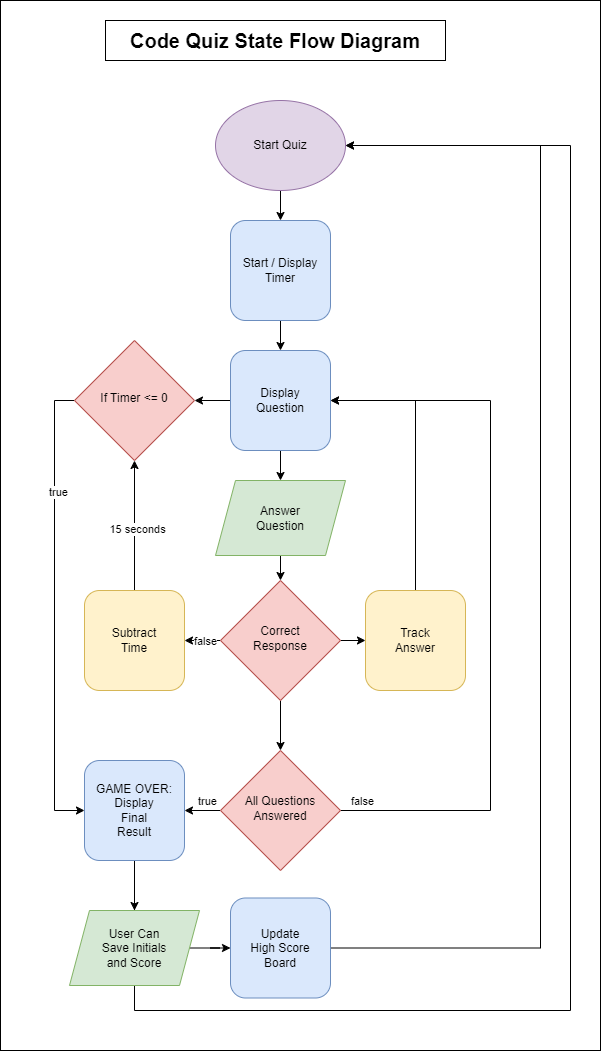 Code Quiz State Flow Diagram
Start Quiz
Start / Display
Timer
If Timer <= 0
Display
Question
true
Answer
Question
15 seconds
Subtract
Time
false
Correct
Response
Track
Answer
GAME OVER:
Display
Final
Result
true
All Questions
Answered
false
User Can
Save Initials
and Score
Update
High Score
Board